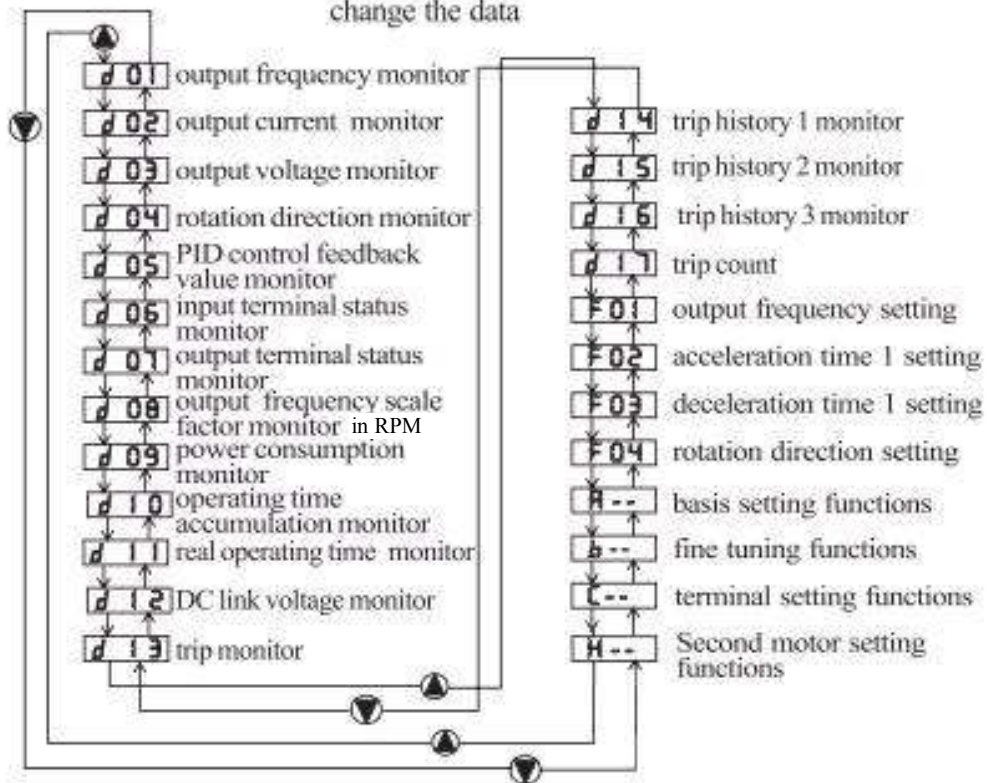 change the data
d 01 output frequency monitor
d 02 output current monitor
d 03 output voltage monitor
d 04 rotation direction monitor
d 05 PID control feedback
value monitor
d 06 input terminal status
monitor
d 07 output terminal status
monitor
d 08 output frequency scale
factor monitor in RPM
d 09 power consumption
monitor
d 10 operating time
accumulation monitor
d 11 real operating time monitor
d 12 DC link voltage monitor
d 13 trip monitor
d 14 trip history 1 monitor
d 15 trip history 2 monitor
d 16 trip history 3 monitor
d 17 trip count
F01 output frequency setting
F02 acceleration time 1 setting
F03 deceleration time 1 setting
F04 rotation direction setting
A-- basis setting functions
b-- fine tuning functions
C-- terminal setting functions
H-- Second motor setting
functions